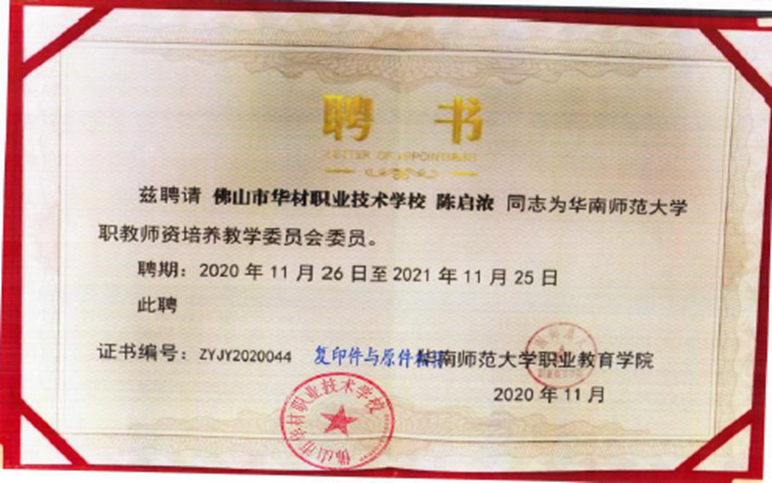 聘 书
LETTER OF APPOINTMENT
兹聘请 佛山市华材职业技术学校 陈启浓 同志为华南师范大学
职教师资培养教学委员会委员。
聘期：2020 年 11 月 26 日至 2021 年 11 月 25 日
此聘
证书编号：ZYJY2020044 复印件与原件相符 华南师范大学职业教育学院
2020 年 11 月
佛山市华材职业技术学校